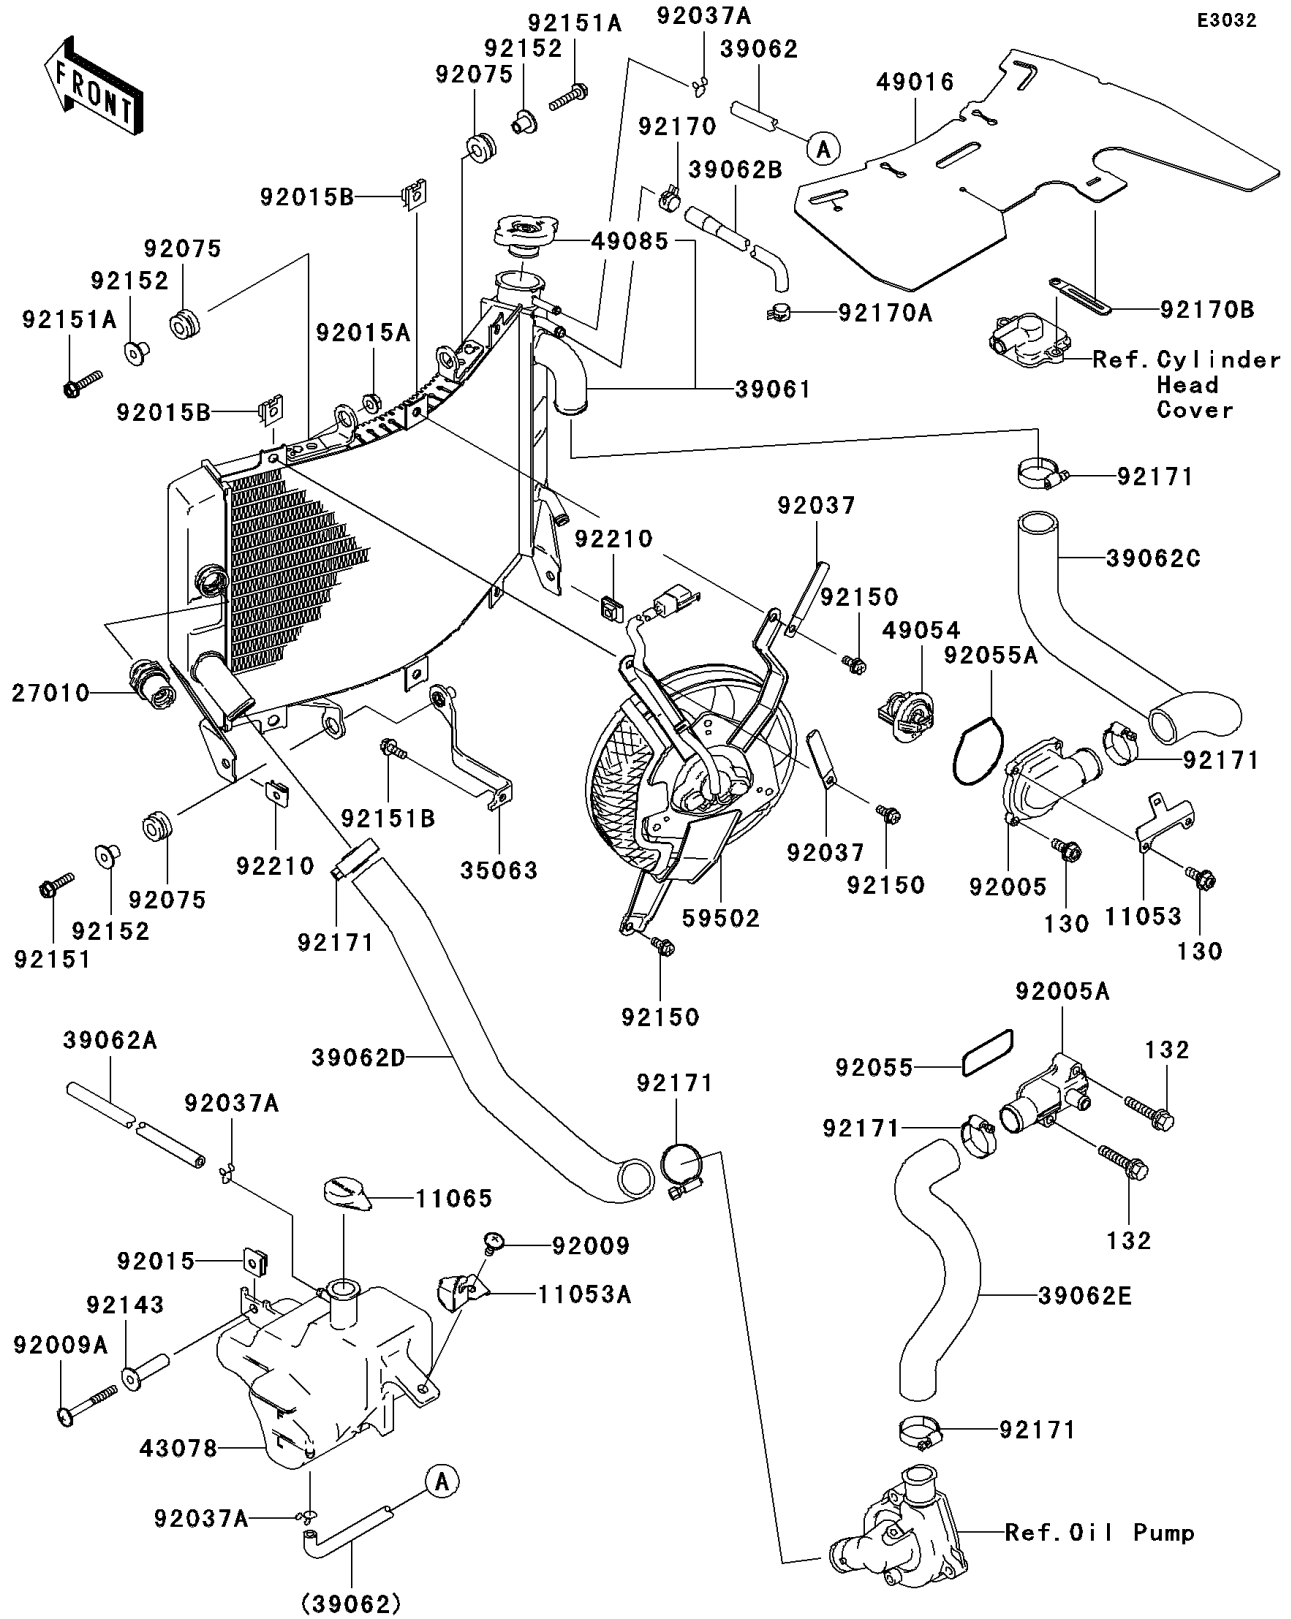 E3032
FRONT
92151A
92037A
92152
39062
92075
49016
92170
A
39062B
92015B
49085
92075
92152
92170A
92170B
92151A
92015A
Ref.Cylinder
Head
Cover
39061
92015B
92171
92037
92210
39062C
92150
49054
92055A
27010
92171
92151B
92210
35063
92037
92150
92005
92075
59502
11053
130
92152
92171
130
92151
92005A
92150
39062A
39062D
132
92055
92171
92037A
92171
11065
92015
92009
132
11053A
39062E
92143
92009A
92171
43078
A
92037A
Ref.Oil Pump
(39062)